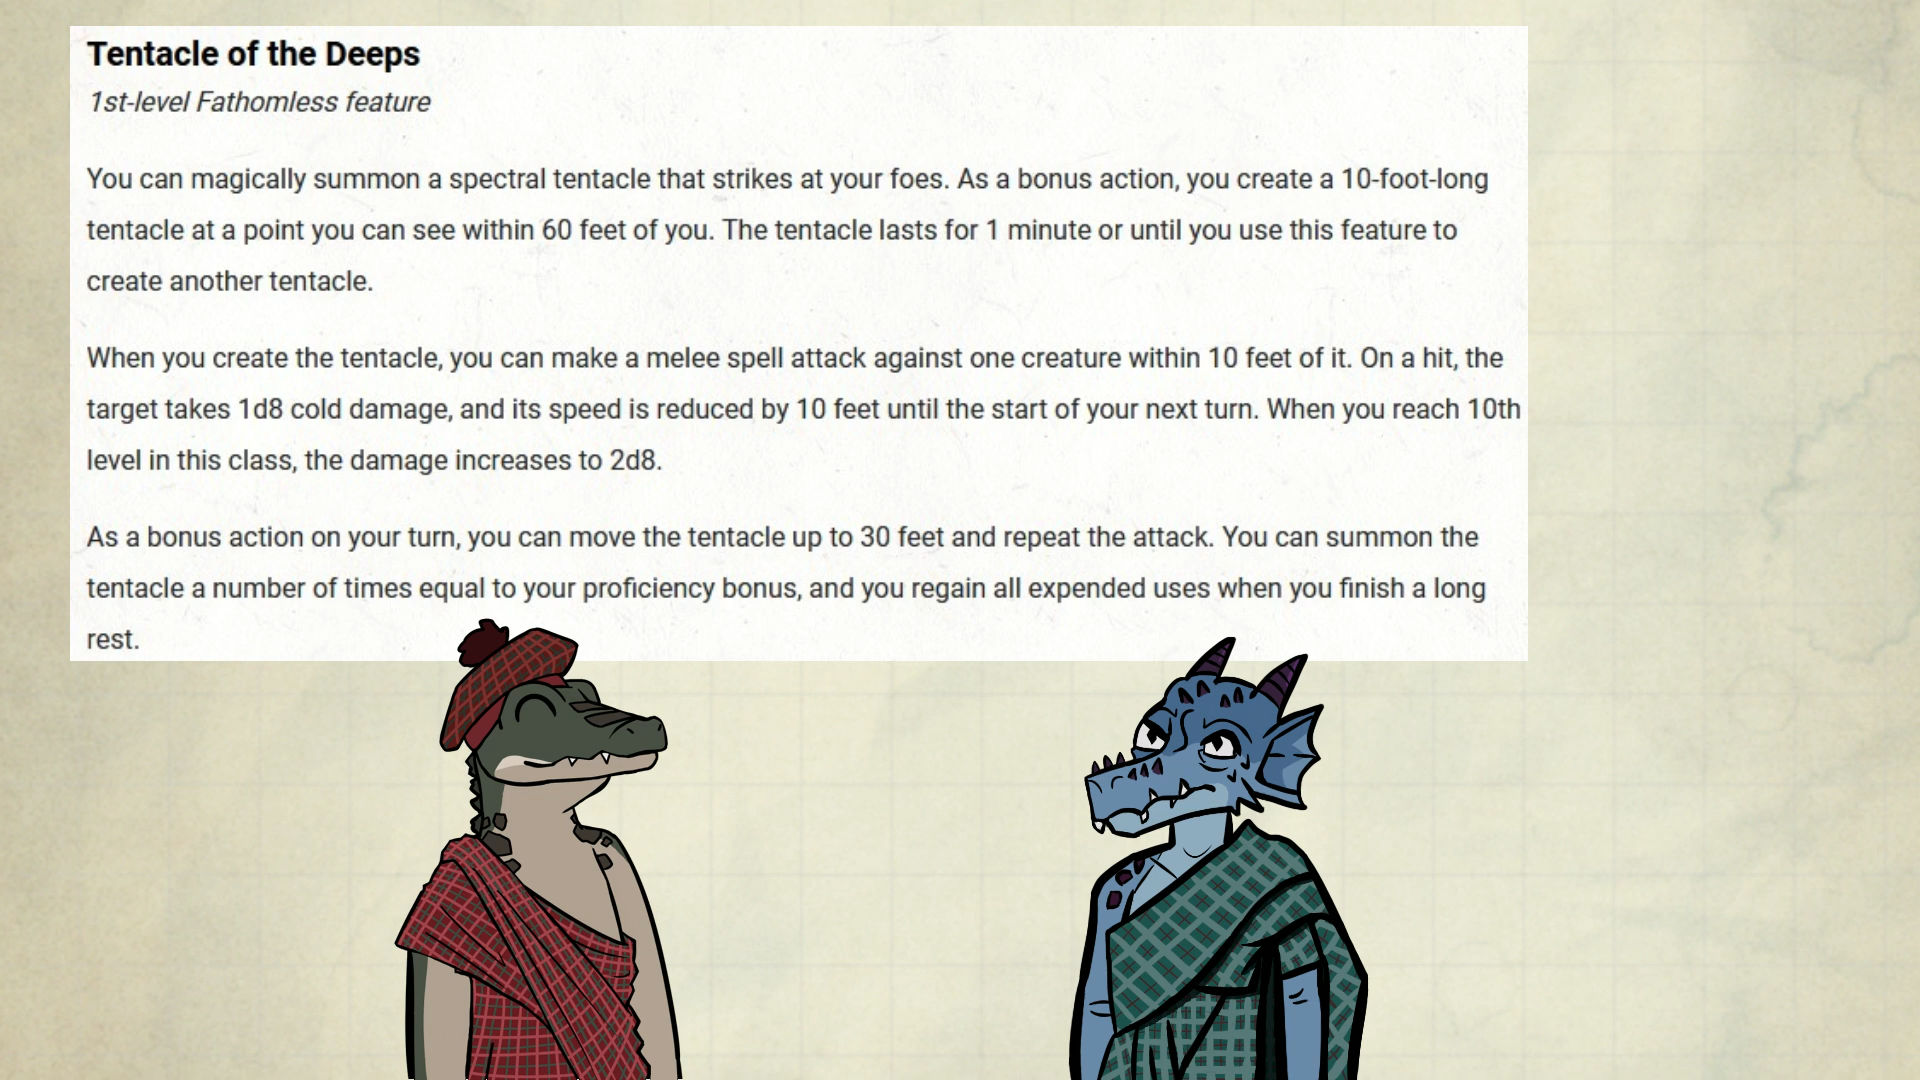 Tentacle of the Deeps
1st-level Fathomless feature
You can magically summon a spectral tentacle that strikes at your foes. As a bonus action, you create a 10-foot-long
tentacle at a point you can see within 60 feet of you. The tentacle lasts for 1 minute or until you use this feature to
create another tentacle.
When you create the tentacle, you can make a melee spell attack against one creature within 10 feet of it. On a hit, the
target takes 1d8 cold damage, and its speed is reduced by 10 feet until the start of your next turn. When you reach 10th
level in this class, the damage increases to 2d8.
As a bonus action on your turn, you can move the tentacle up to 30 feet and repeat the attack. You can summon the
tentacle a number of times equal to your proficiency bonus, and you regain all expended uses when you finish a long
rest.